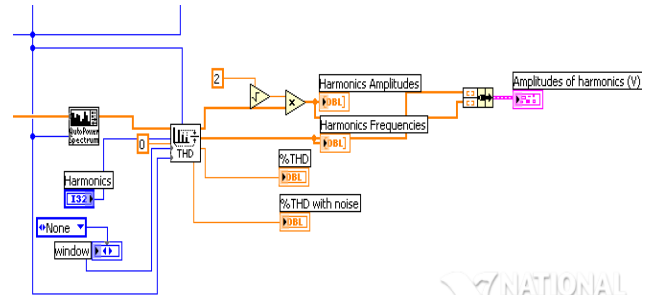 2
Harmonics Amplitudes
DBL
Amplitudes of harmonics (V)
Auto Power
Spectrum
0
THD
Harmonics Frequencies
DBL
%THD
DBL
Harmonics
I32
%THD with noise
DBL
None
window
NATIONAL